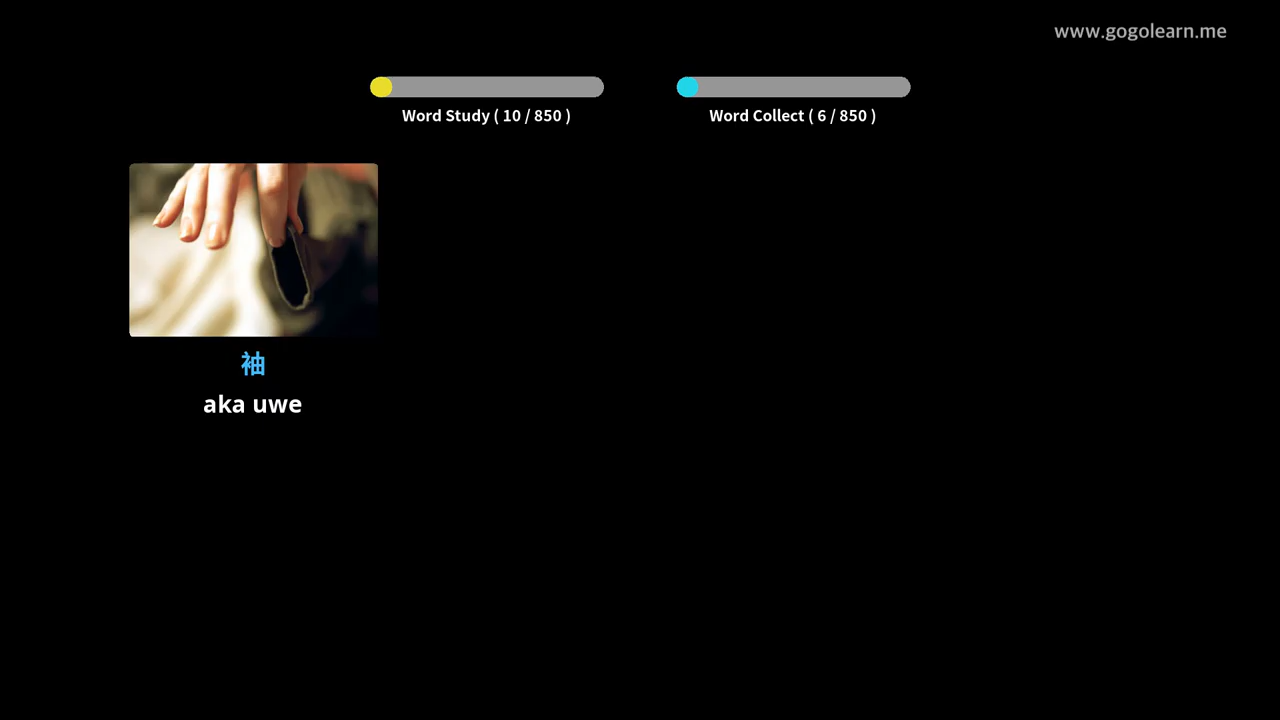 www.gogolearn.me
Word Study ( 10 / 850 )
Word Collect ( 6 / 850 )
袖
aka uwe